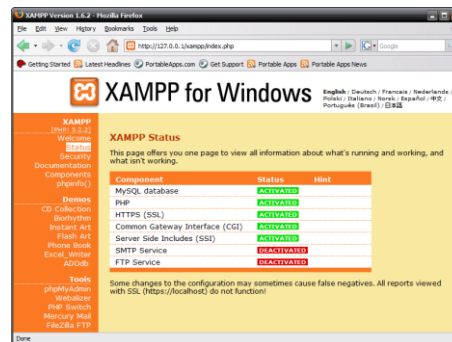 XAMPP Version 1.6.2 - Mozilla Firefox
File Edit View History Bookmarks Tools Help
http://127.0.0.1/xampp/index.php
Google
Getting Started Latest Headlines PortableApps.com Get Support Portable Apps Portable Apps News
XAMPP for Windows
English / Deutsch / Francais / Nederlands /
Polski / Italiano / Norsk / Español / 中文 /
Português (Brasil) / 日本語
XAMPP
[PHP: 5.2.2]
Welcome
Status
Security
Documentation
Components
phpinfo()
Demos
CD Collection
Biorhythm
Instant Art
Flash Art
Phone Book
Excel_Writer
ADOdb
Tools
phpMyAdmin
Webalizer
PHP Switch
Mercury Mail
FileZilla FTP
XAMPP Status
This page offers you one page to view all information about what's running and working, and
what isn't working.
Component Status Hint
MySQL database ACTIVATED
PHP ACTIVATED
HTTPS (SSL) ACTIVATED
Common Gateway Interface (CGI) ACTIVATED
Server Side Includes (SSI) ACTIVATED
SMTP Service DEACTIVATED
FTP Service DEACTIVATED
Some changes to the configuration may sometimes cause false negatives. All reports viewed
with SSL (https://localhost) do not function!
Done